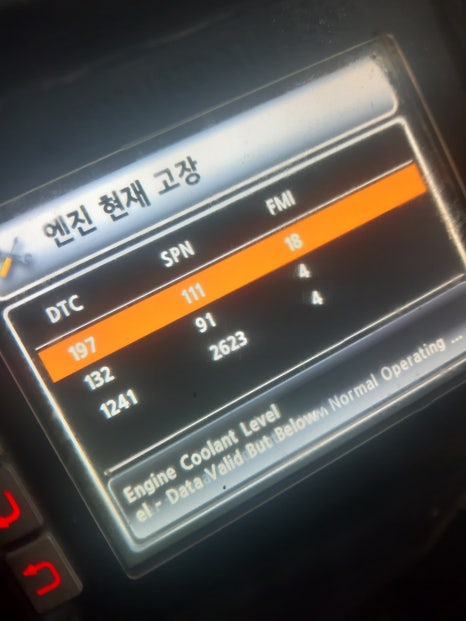 엔진 현재 고장
DTC SPN FMI
197 111 18
132 91 4
1241 2623 4
Engine Coolant Level
el - Data Valid But Below Normal Operating ...